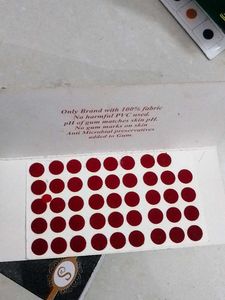 Only Brand with 100% fabric
No harmful PVC used.
pH of gum matches skin pH.
No gum marks on skin
Anti Microbial preservatives
added to Gum.
S